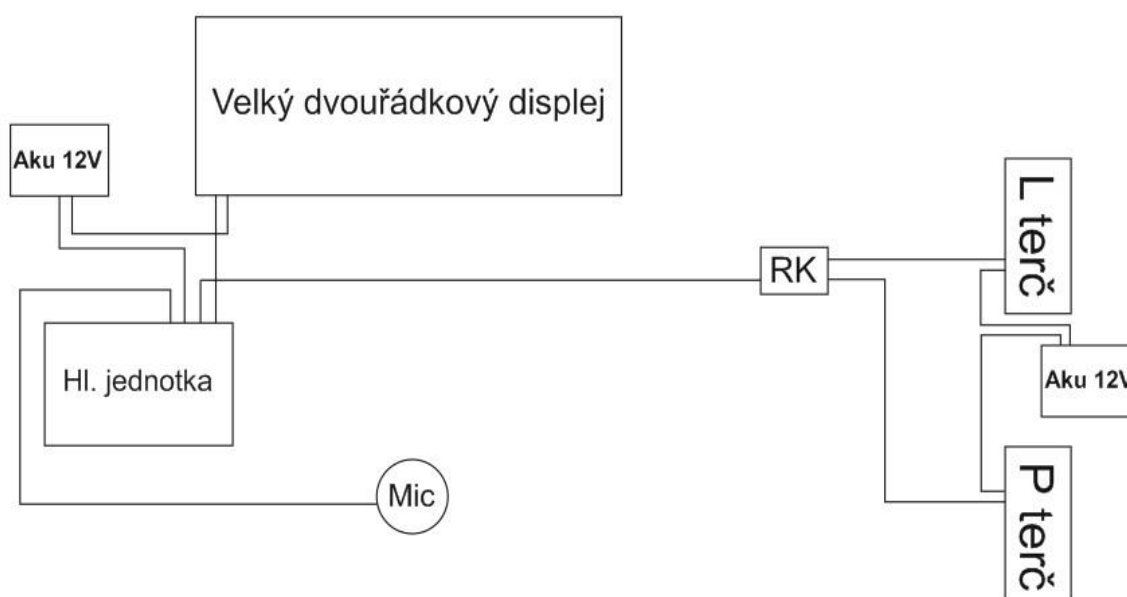 Velký dvouřádkový displej
Aku 12V
L terč
RK
Hl. jednotka
Aku 12V
Mic
P terč